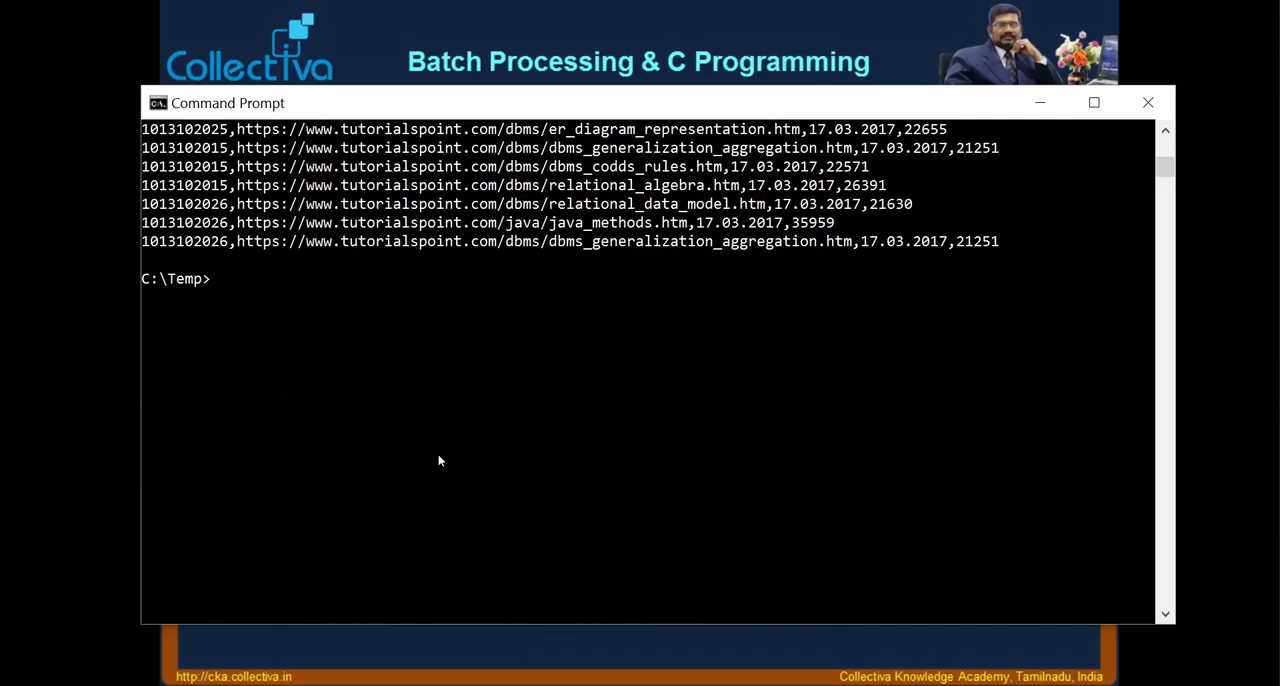 Collectiva
Batch Processing & C Programming
Command Prompt
1013102025,https://www.tutorialspoint.com/dbms/er_diagram_representation.htm,17.03.2017,22655
1013102015,https://www.tutorialspoint.com/dbms/dbms_generalization_aggregation.htm,17.03.2017,21251
1013102015,https://www.tutorialspoint.com/dbms/dbms_codds_rules.htm,17.03.2017,22571
1013102015,https://www.tutorialspoint.com/dbms/relational_algebra.htm,17.03.2017,26391
1013102026,https://www.tutorialspoint.com/dbms/relational_data_model.htm,17.03.2017,21630
1013102026,https://www.tutorialspoint.com/java/java_methods.htm,17.03.2017,35959
1013102026,https://www.tutorialspoint.com/dbms/dbms_generalization_aggregation.htm,17.03.2017,21251
C:\Temp>
http://cka.collectiva.in
Collectiva Knowledge Academy, Tamilnadu, India